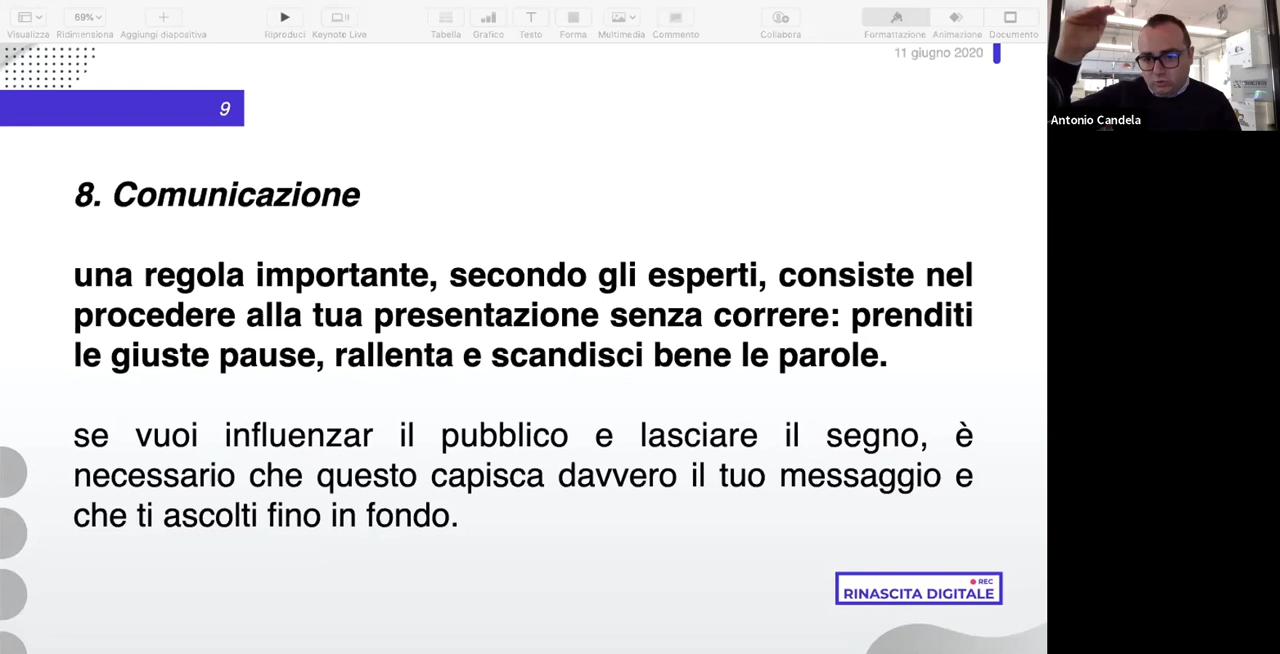 69%
Visualizza Ridimensiona Aggiungi diapositiva Riproduci Keynote Live Tabella Grafico Testo Forma Multimedia Commento Collabora Formattazione Animazione Documento
11 giugno 2020
9
Antonio Candela
8. Comunicazione
una regola importante, secondo gli esperti, consiste nel
procedere alla tua presentazione senza correre: prenditi
le giuste pause, rallenta e scandisci bene le parole.
se vuoi influenzar il pubblico e lasciare il segno, è
necessario che questo capisca davvero il tuo messaggio e
che ti ascolti fino in fondo.
REC
RINASCITA DIGITALE